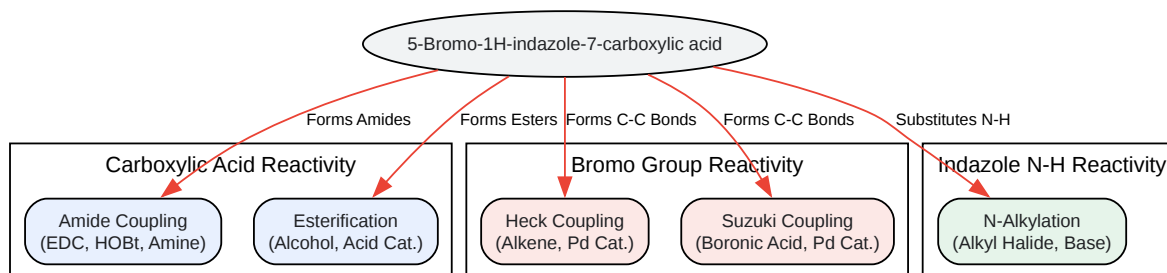 5-Bromo-1H-indazole-7-carboxylic acid
Forms Amides
Forms Esters
Forms C-C Bonds
Forms C-C Bonds
Substitutes N-H
Carboxylic Acid Reactivity
Bromo Group Reactivity
Indazole N-H Reactivity
Amide Coupling
(EDC, HOBt, Amine)
Esterification
(Alcohol, Acid Cat.)
Heck Coupling
(Alkene, Pd Cat.)
Suzuki Coupling
(Boronic Acid, Pd Cat.)
N-Alkylation
(Alkyl Halide, Base)